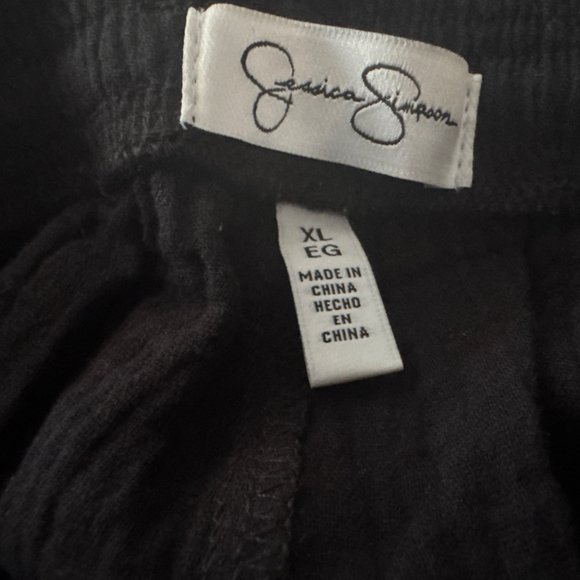 Jessica Simpson
XL
EG
MADE IN
CHINA
HECHO
EN
CHINA